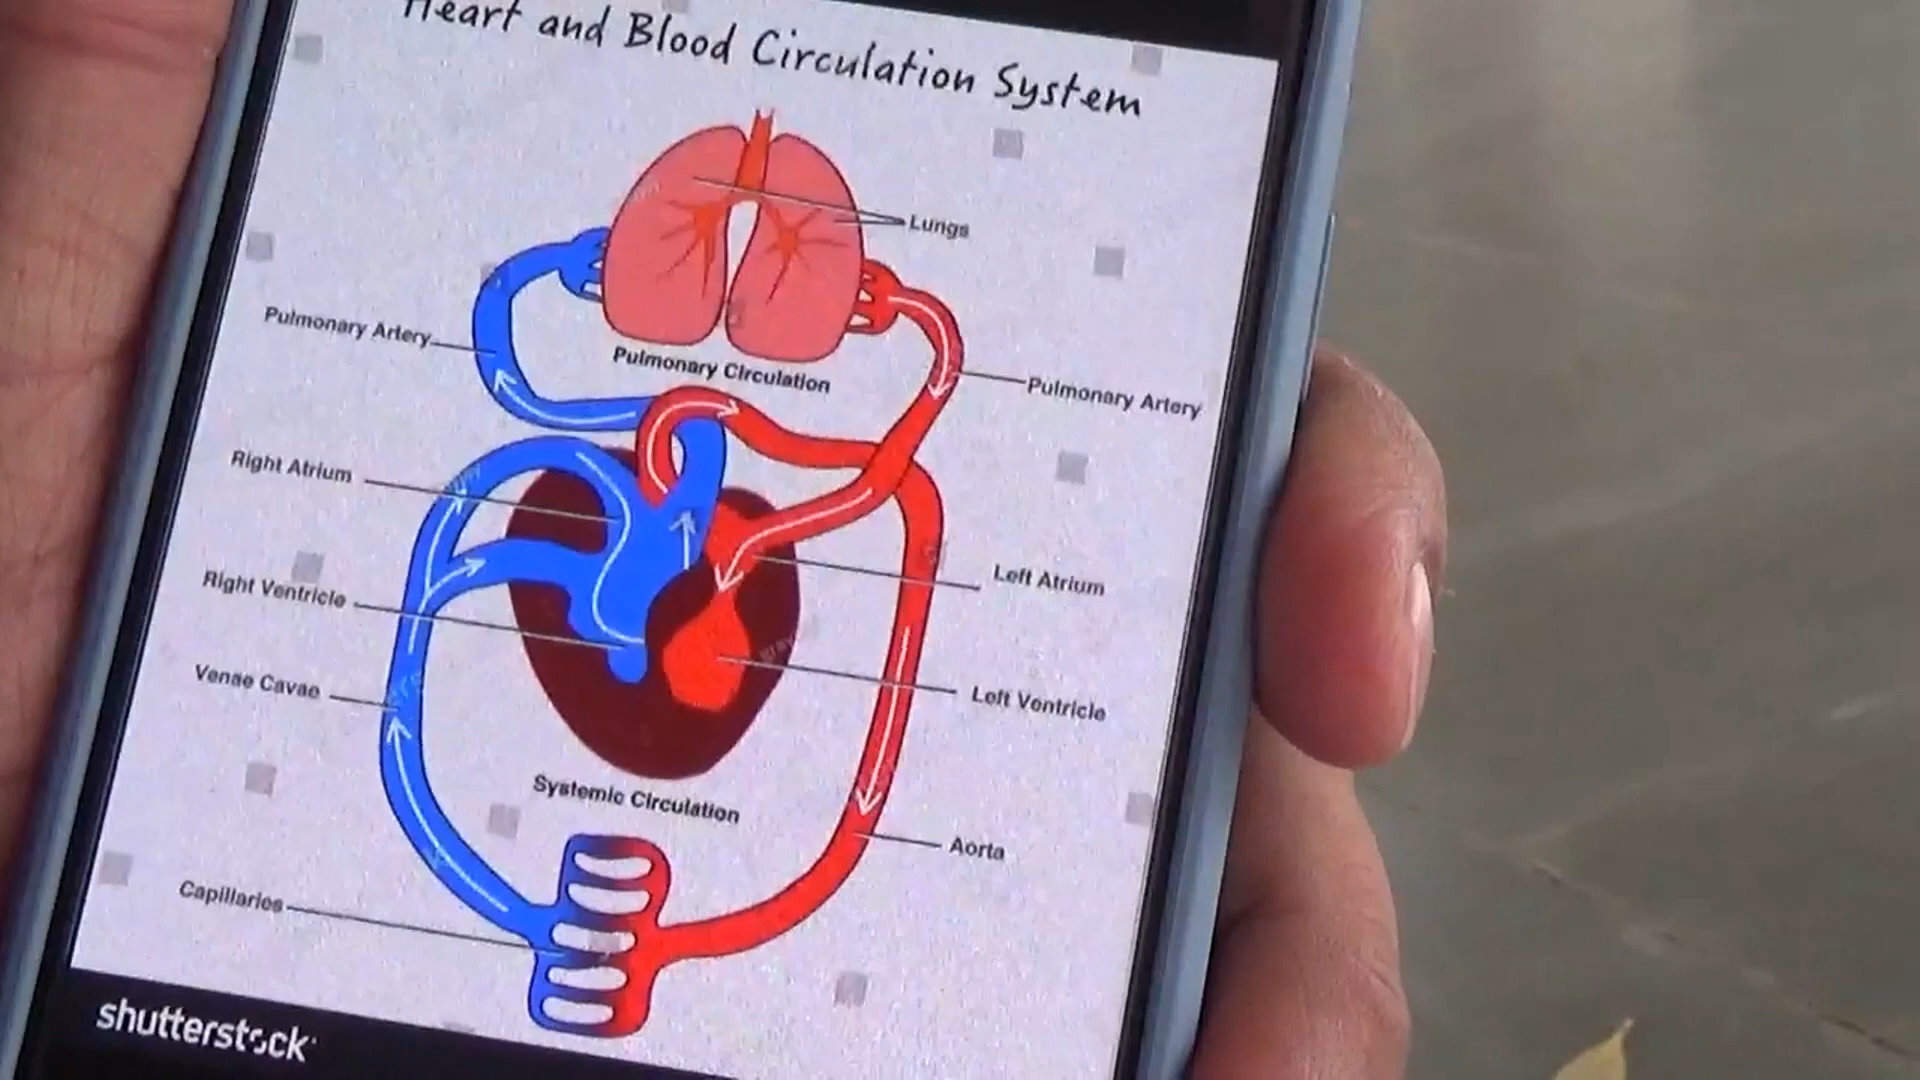 Heart and Blood Circulation System
Lungs
Pulmonary Artery
Pulmonary Circulation
Pulmonary Artery
Right Atrium
Left Atrium
Right Ventricle
Venae Cavae
Left Ventricle
Systemic Circulation
Aorta
Capillaries
shutterstock